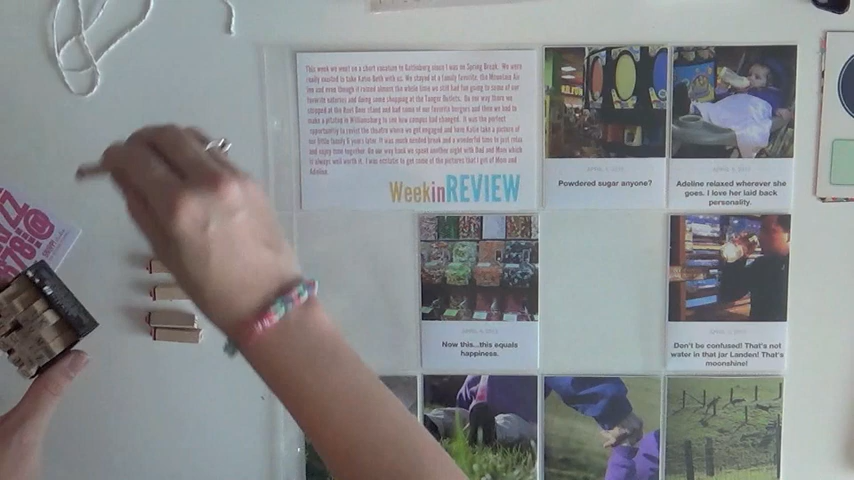 This week we went on a short vacation to Gatlinburg since I was on Spring Break. We were
really excited to take Katie Beth with us. We stayed at a family favorite, the Mountain
and even though it rained almost the whole time we still had fun going to some of our
favorite eateries and doing some shopping at the Tanger Outlets. On our way there we
stopped at the Root Beer stand and had some of our favorite burgers and then we had to
make a pitstop in Williamsburg to see how campus had changed. It was the perfect
opportunity to revisit the theatre where we got engaged and have Katie take a picture of
our little family 6 years later. It was much needed break and a wonderful way to relax
and enjoy time together. On our way back we spent another night with Dad and Mom which
is always well worth it. I was ecstatic to get some of the pictures that I got of Mom and
Adeline.
WeekinREVIEW
Powdered sugar anyone?
Adeline relaxed wherever she
goes. I love her laid back
personality.
Now this...this equals
happiness.
Don't be confused! That's not
water in that jar Landen! That's
moonshine!